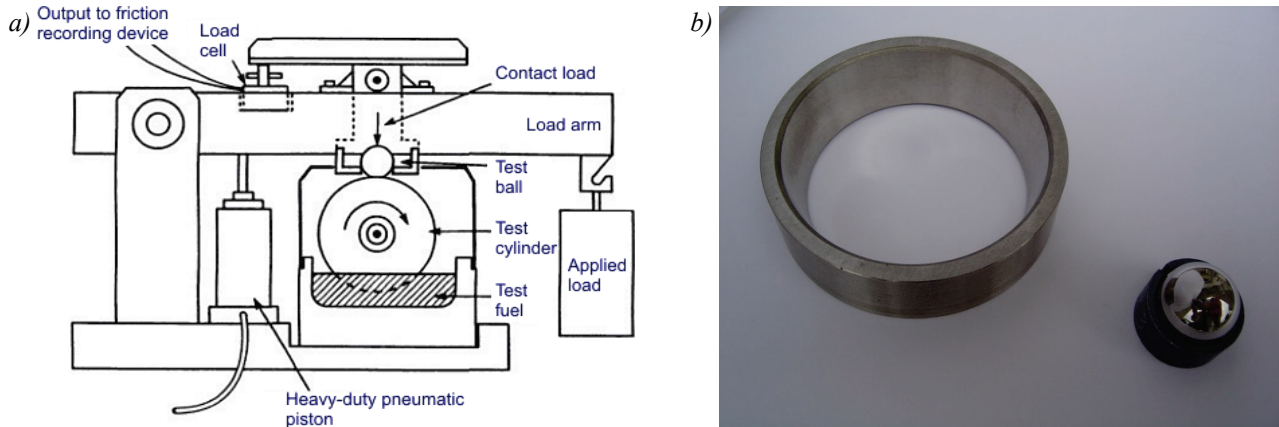 a)
Output to friction
recording device
Load
cell
Contact load
Load arm
Test
ball
Test
cylinder
Applied
load
Test
fuel
Heavy-duty pneumatic
piston
b)